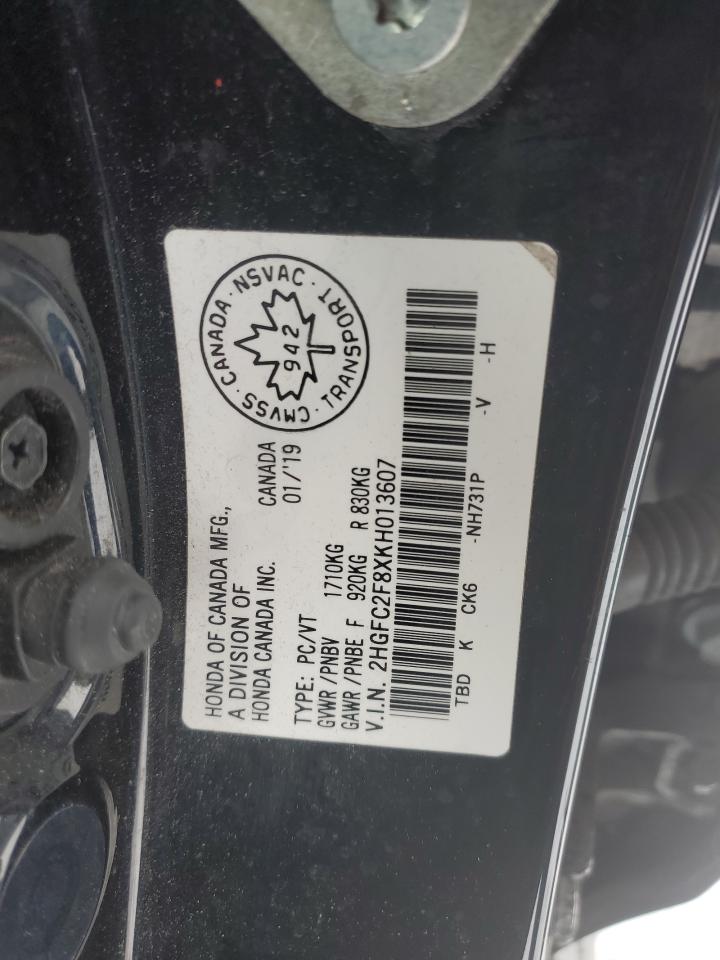 HONDA OF CANADA MFG.,
A DIVISION OF
HONDA CANADA INC.
CANADA
01/'19
CMVSS · CANADA · NSVAC · TRANSPORT
942
TYPE: PC/VT
GVWR/PNBV 1710KG
GAWR/PNBE F 920KG R 830KG
V.I.N. 2HGFC2F8XKH013607
TBD K CK6 -NH731P -V -H